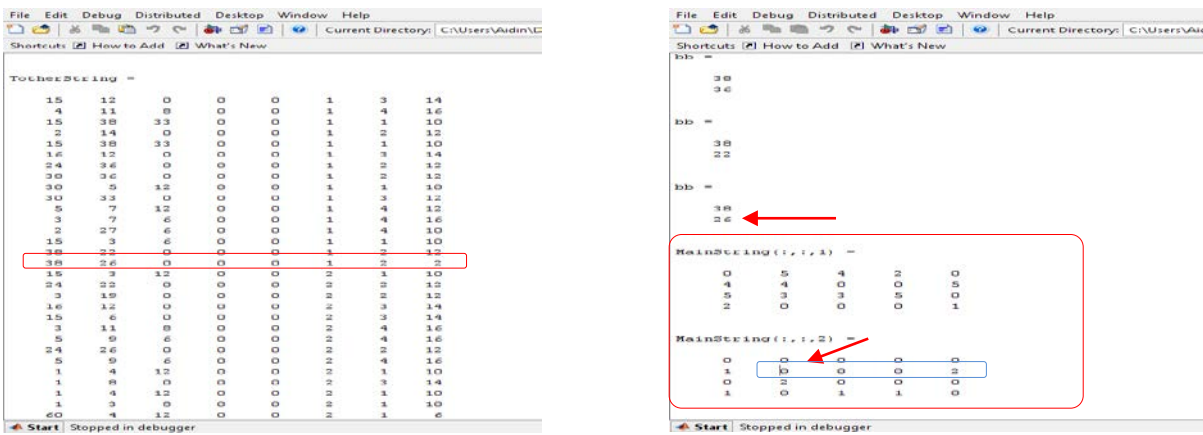 File Edit Debug Distributed Desktop Window Help
Current Directory: C:\Users\Aidin\D
Shortcuts How to Add What's New
TotherString =
15 12 0 0 0 1 3 14
4 11 8 0 0 1 4 16
15 38 33 0 0 1 1 10
2 14 0 0 0 1 2 12
15 38 33 0 0 1 1 10
16 12 0 0 0 1 3 14
24 36 0 0 0 1 2 12
38 36 0 0 0 1 2 12
30 5 12 0 0 1 1 10
30 33 0 0 0 1 3 12
5 7 12 0 0 1 4 12
3 7 6 0 0 1 4 16
2 27 6 0 0 1 4 10
15 3 6 0 0 1 1 10
38 22 0 0 0 1 2 12
38 26 0 0 0 1 2 2
15 3 12 0 0 2 1 10
24 22 0 0 0 2 2 12
3 19 0 0 0 2 2 12
16 12 0 0 0 2 3 14
15 6 0 0 0 2 3 14
3 11 8 0 0 2 4 16
5 9 6 0 0 2 4 16
24 26 0 0 0 2 2 12
5 9 6 0 0 2 4 16
1 4 12 0 0 2 1 10
1 8 0 0 0 2 3 14
1 4 12 0 0 2 1 10
1 3 0 0 2 1 10
60 4 12 0 0 2 1 6
Start Stopped in debugger
File Edit Debug Distributed Desktop Window Help
Current Directory: C:\Users\Aid
Shortcuts How to Add What's New
bb =
38
36
bb =
38
22
bb =
38
26
MainString(:,:,1) =
0 5 4 2 0
4 4 0 0 5
5 3 3 5 0
2 0 0 0 1
MainString(:,:,2) =
0 0 0 0 0
1 0 0 0 2
0 2 0 0 0
1 0 1 1 0
Start Stopped in debugger